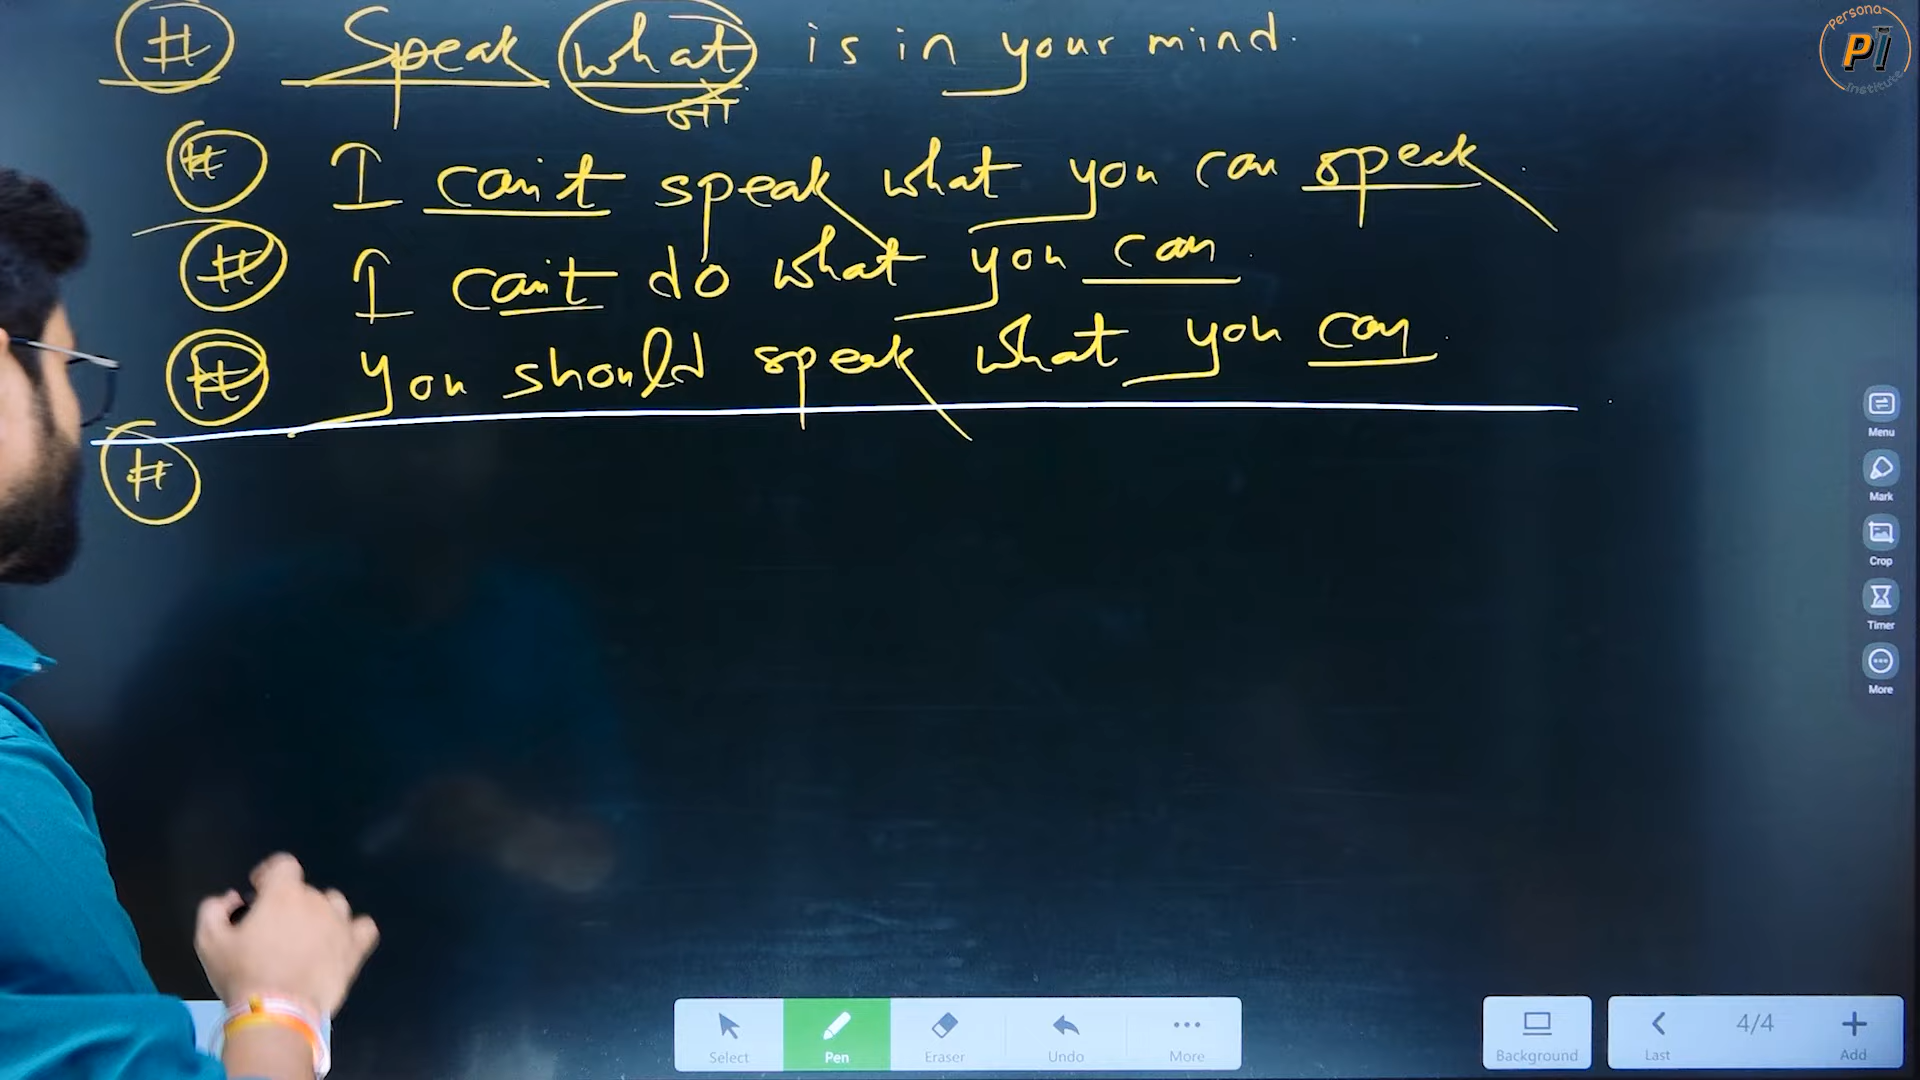 # Speak what is in your mind.
जो
# I can't speak what you can speak.
# I can't do what you can.
# You should speak what you can.
#
Persona
PI
Institute
Menu
Mark
Crop
Timer
More
Select Pen Eraser Undo More
Background
4/4
Last Add